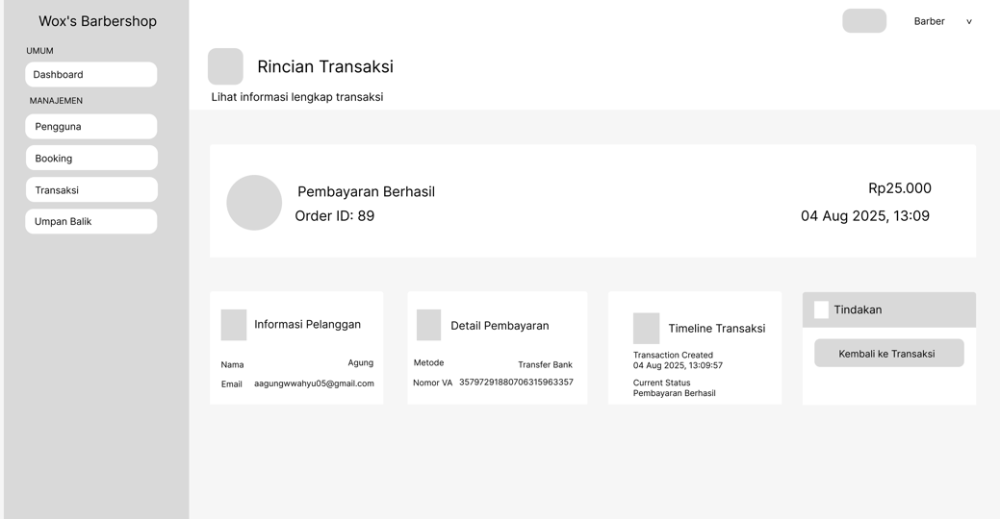 Wox's Barbershop
UMUM
Dashboard
MANAJEMEN
Pengguna
Booking
Transaksi
Umpan Balik
Barber v
Rincian Transaksi
Lihat informasi lengkap transaksi
Pembayaran Berhasil
Order ID: 89
Rp25.000
04 Aug 2025, 13:09
Informasi Pelanggan
Nama Agung
Email aagungwwahyu05@gmail.com
Detail Pembayaran
Metode Transfer Bank
Nomor VA 35797291880706315963357
Timeline Transaksi
Transaction Created
04 Aug 2025, 13:09:57
Current Status
Pembayaran Berhasil
Tindakan
Kembali ke Transaksi